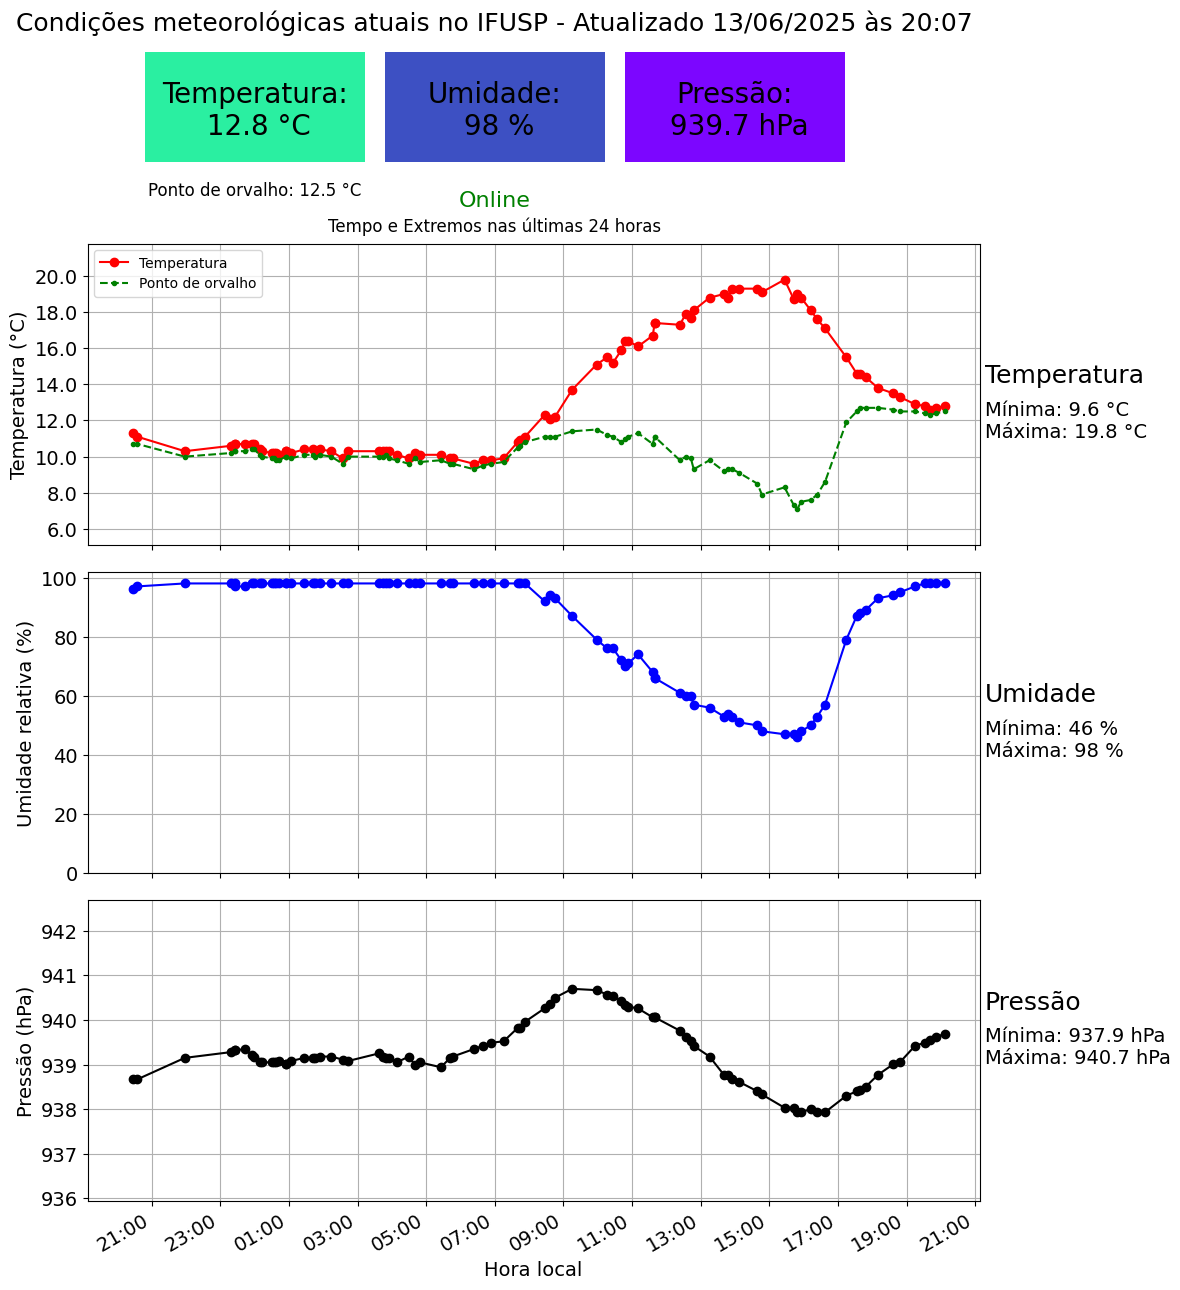 Condições meteorológicas atuais no IFUSP - Atualizado 13/06/2025 às 20:07
Temperatura:
12.8 °C
Umidade:
98 %
Pressão:
939.7 hPa
Ponto de orvalho: 12.5 °C
Online
Tempo e Extremos nas últimas 24 horas
Temperatura
Ponto de orvalho
Temperatura (°C)
20.0
18.0
16.0
14.0
12.0
10.0
8.0
6.0
Temperatura
Mínima: 9.6 °C
Máxima: 19.8 °C
Umidade relativa (%)
100
80
60
40
20
0
Umidade
Mínima: 46 %
Máxima: 98 %
Pressão (hPa)
942
941
940
939
938
937
936
Pressão
Mínima: 937.9 hPa
Máxima: 940.7 hPa
21:00 23:00 01:00 03:00 05:00 07:00 09:00 11:00 13:00 15:00 17:00 19:00 21:00
Hora local